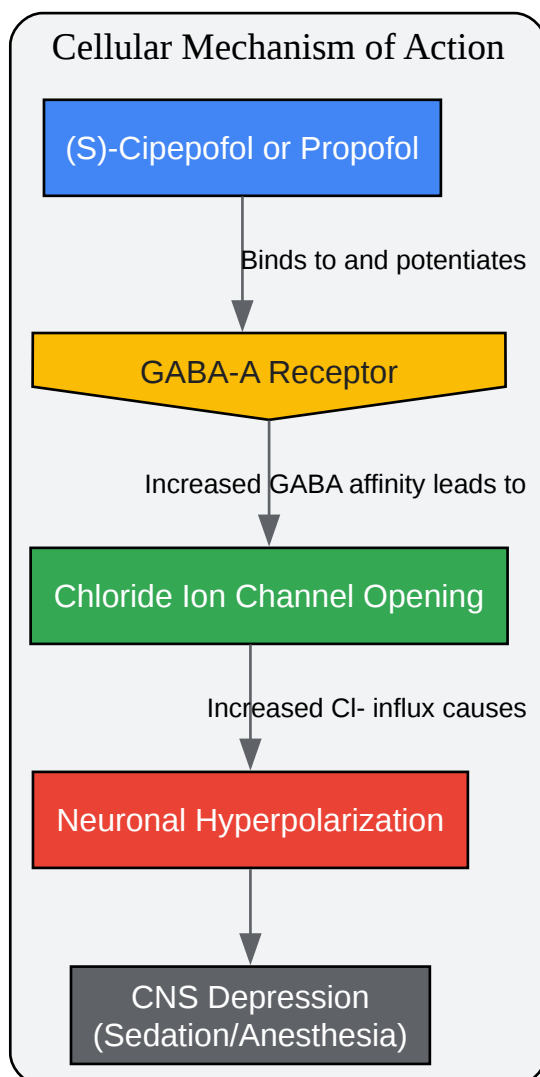 Cellular Mechanism of Action
(S)-Cipepofol or Propofol
Binds to and potentiates
GABA-A Receptor
Increased GABA affinity leads to
Chloride Ion Channel Opening
Increased Cl- influx causes
Neuronal Hyperpolarization
CNS Depression
(Sedation/Anesthesia)